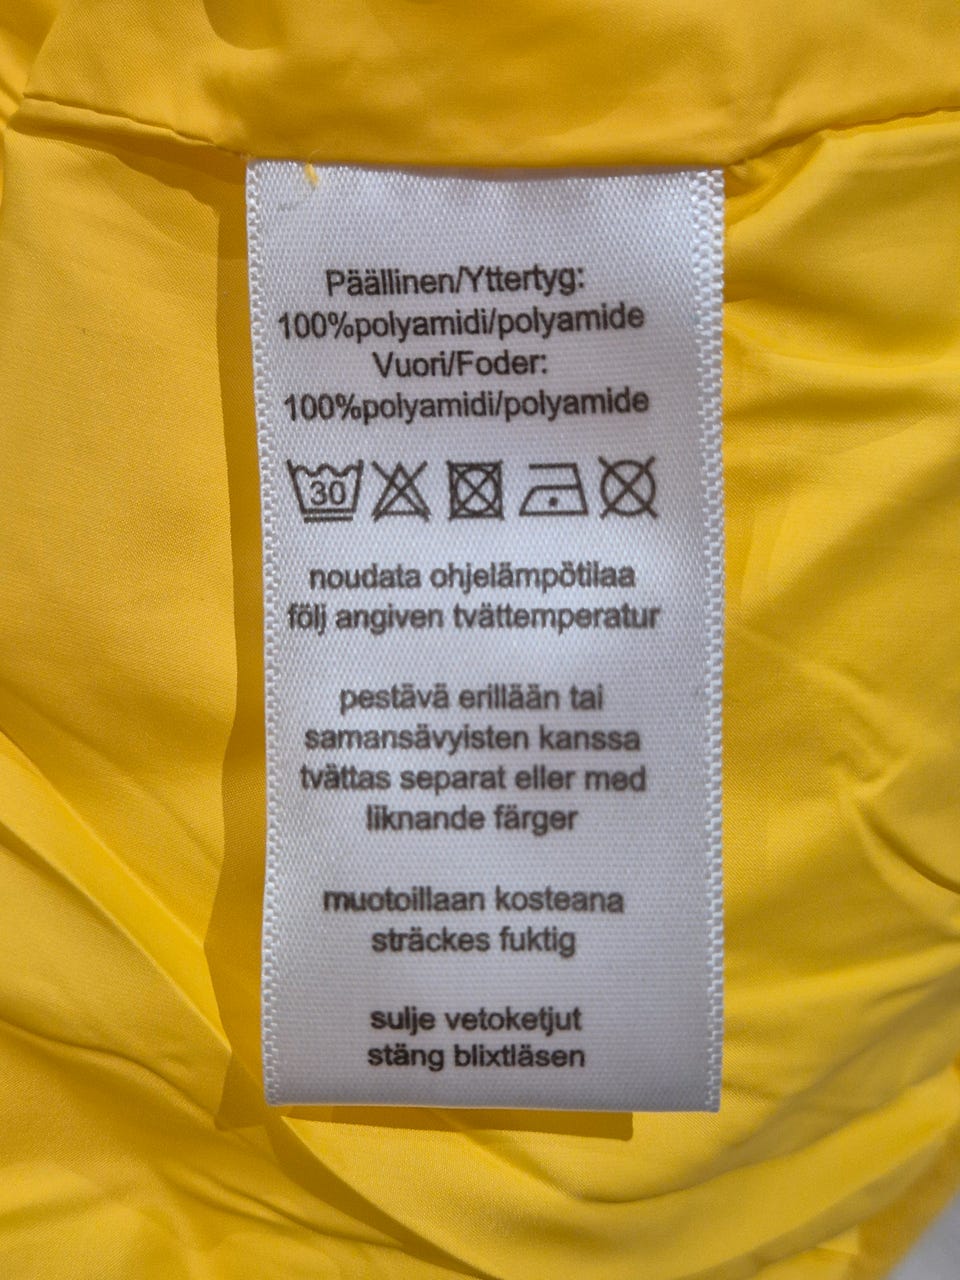 Päällinen/Yttertyg:
100%polyamidi/polyamide
Vuori/Foder:
100%polyamidi/polyamide
30
noudata ohjelämpötilaa
följ angiven tvättemperatur
pestävä erillään tai
samansävyisten kanssa
tvättas separat eller med
liknande färger
muotoillaan kosteana
sträckes fuktig
sulje vetoketjut
stäng blixtläsen